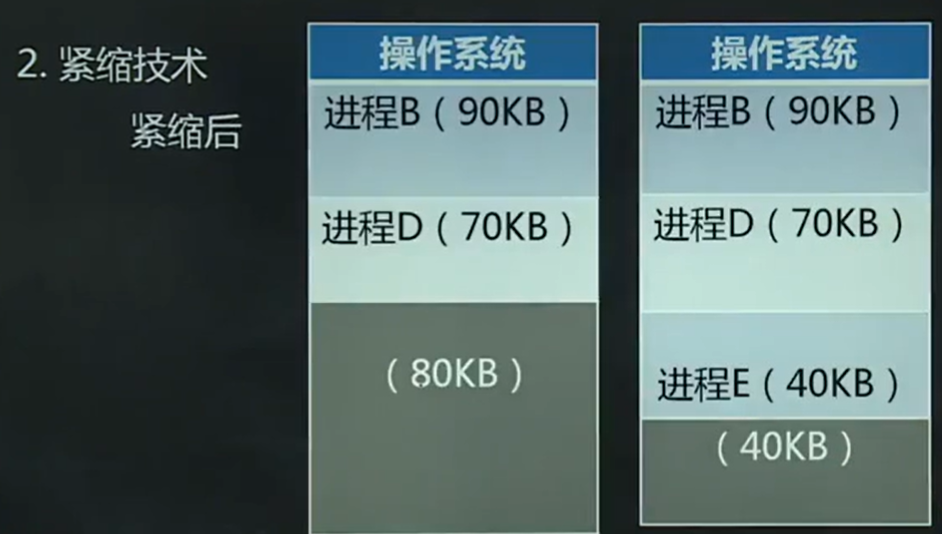 2. 紧缩技术
紧缩后
操作系统
进程B（90KB）
进程D（70KB）
（80KB）
操作系统
进程B（90KB）
进程D（70KB）
进程E（40KB）
（40KB）